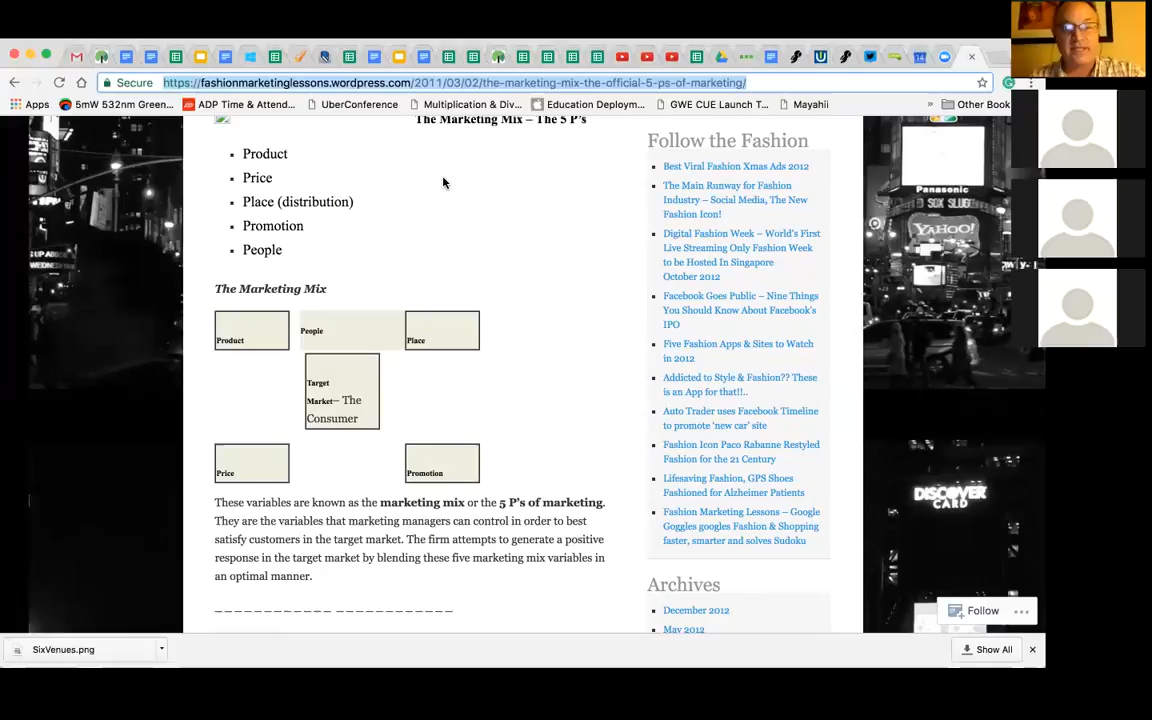 Secure
https://fashionmarketinglessons.wordpress.com/2011/03/02/the-marketing-mix-the-official-5-ps-of-marketing/
Apps
5mW 532nm Green...
ADP Time & Attend...
UberConference
Multiplication & Div...
Education Deploym...
GWE CUE Launch T...
Mayahii
»
Other Book
The Marketing Mix – The 5 P's
Product
Price
Place (distribution)
Promotion
People
The Marketing Mix
Product
People
Place
Target
Market– The
Consumer
Price
Promotion
These variables are known as the marketing mix or the 5 P's of marketing.
They are the variables that marketing managers can control in order to best
satisfy customers in the target market. The firm attempts to generate a positive
response in the target market by blending these five marketing mix variables in
an optimal manner.
Follow the Fashion
Best Viral Fashion Xmas Ads 2012
The Main Runway for Fashion
Industry – Social Media, The New
Fashion Icon!
Digital Fashion Week – World's First
Live Streaming Only Fashion Week
to be Hosted In Singapore
October 2012
Facebook Goes Public – Nine Things
You Should Know About Facebook's
IPO
Five Fashion Apps & Sites to Watch
in 2012
Addicted to Style & Fashion?? These
is an App for that!!..
Auto Trader uses Facebook Timeline
to promote 'new car' site
Fashion Icon Paco Rabanne Restyled
Fashion for the 21 Century
Lifesaving Fashion, GPS Shoes
Fashioned for Alzheimer Patients
Fashion Marketing Lessons – Google
Goggles googles Fashion & Shopping
faster, smarter and solves Sudoku
Archives
December 2012
May 2012
Panasonic
YAHOO!
DISCOVER
CARD
Follow
SixVenues.png
Show All